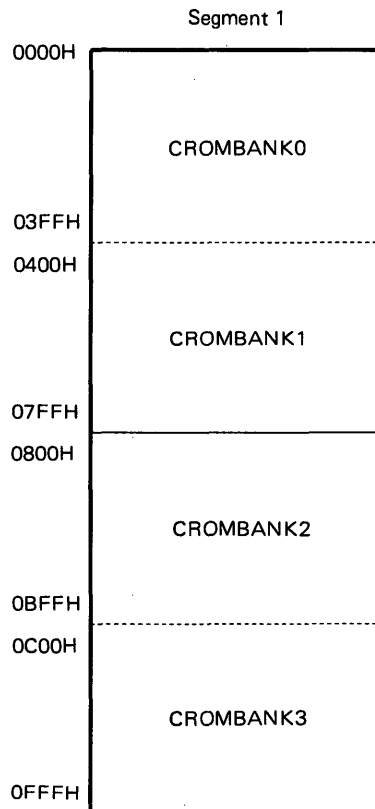 Segment 1
0000H
CROMBANK0
03FFH
0400H
CROMBANK1
07FFH
0800H
CROMBANK2
0BFFH
0C00H
CROMBANK3
0FFFH